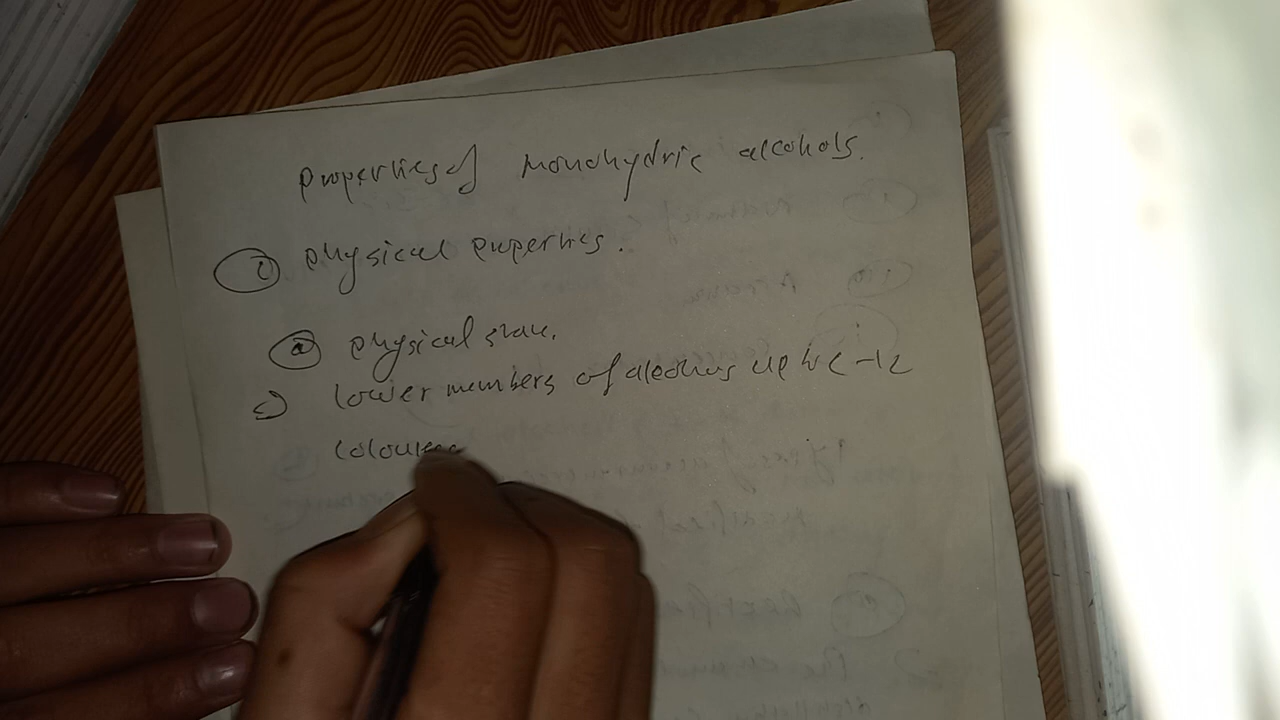 properties of Monohydric alcohols.
(i) physical properties.
(a) physical state.
=> lower members of alcohols up to C-12
colourless